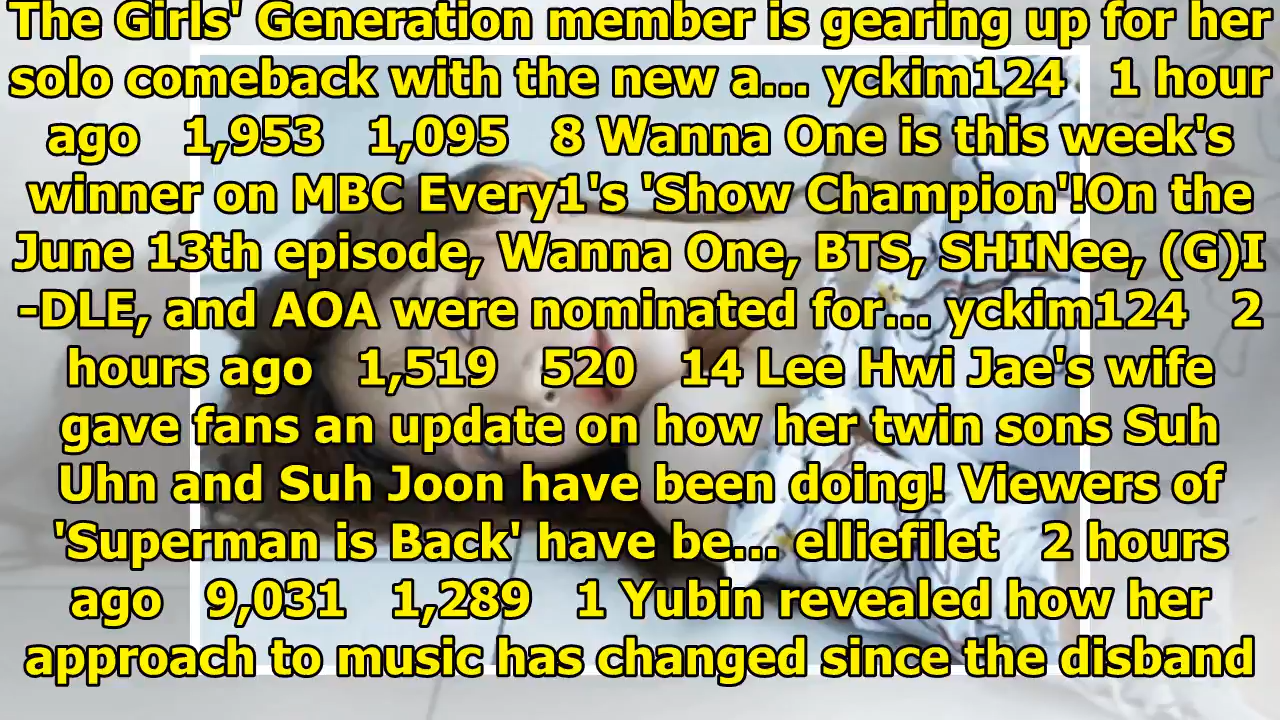 The Girls' Generation member is gearing up for her
solo comeback with the new a... yckim124 1 hour
ago 1,953 1,095 8 Wanna One is this week's
winner on MBC Every1's 'Show Champion'!On the
June 13th episode, Wanna One, BTS, SHINee, (G)I
-DLE, and AOA were nominated for... yckim124 2
hours ago 1,519 520 14 Lee Hwi Jae's wife
gave fans an update on how her twin sons Suh
Uhn and Suh Joon have been doing! Viewers of
'Superman is Back' have be... elliefilet 2 hours
ago 9,031 1,289 1 Yubin revealed how her
approach to music has changed since the disband